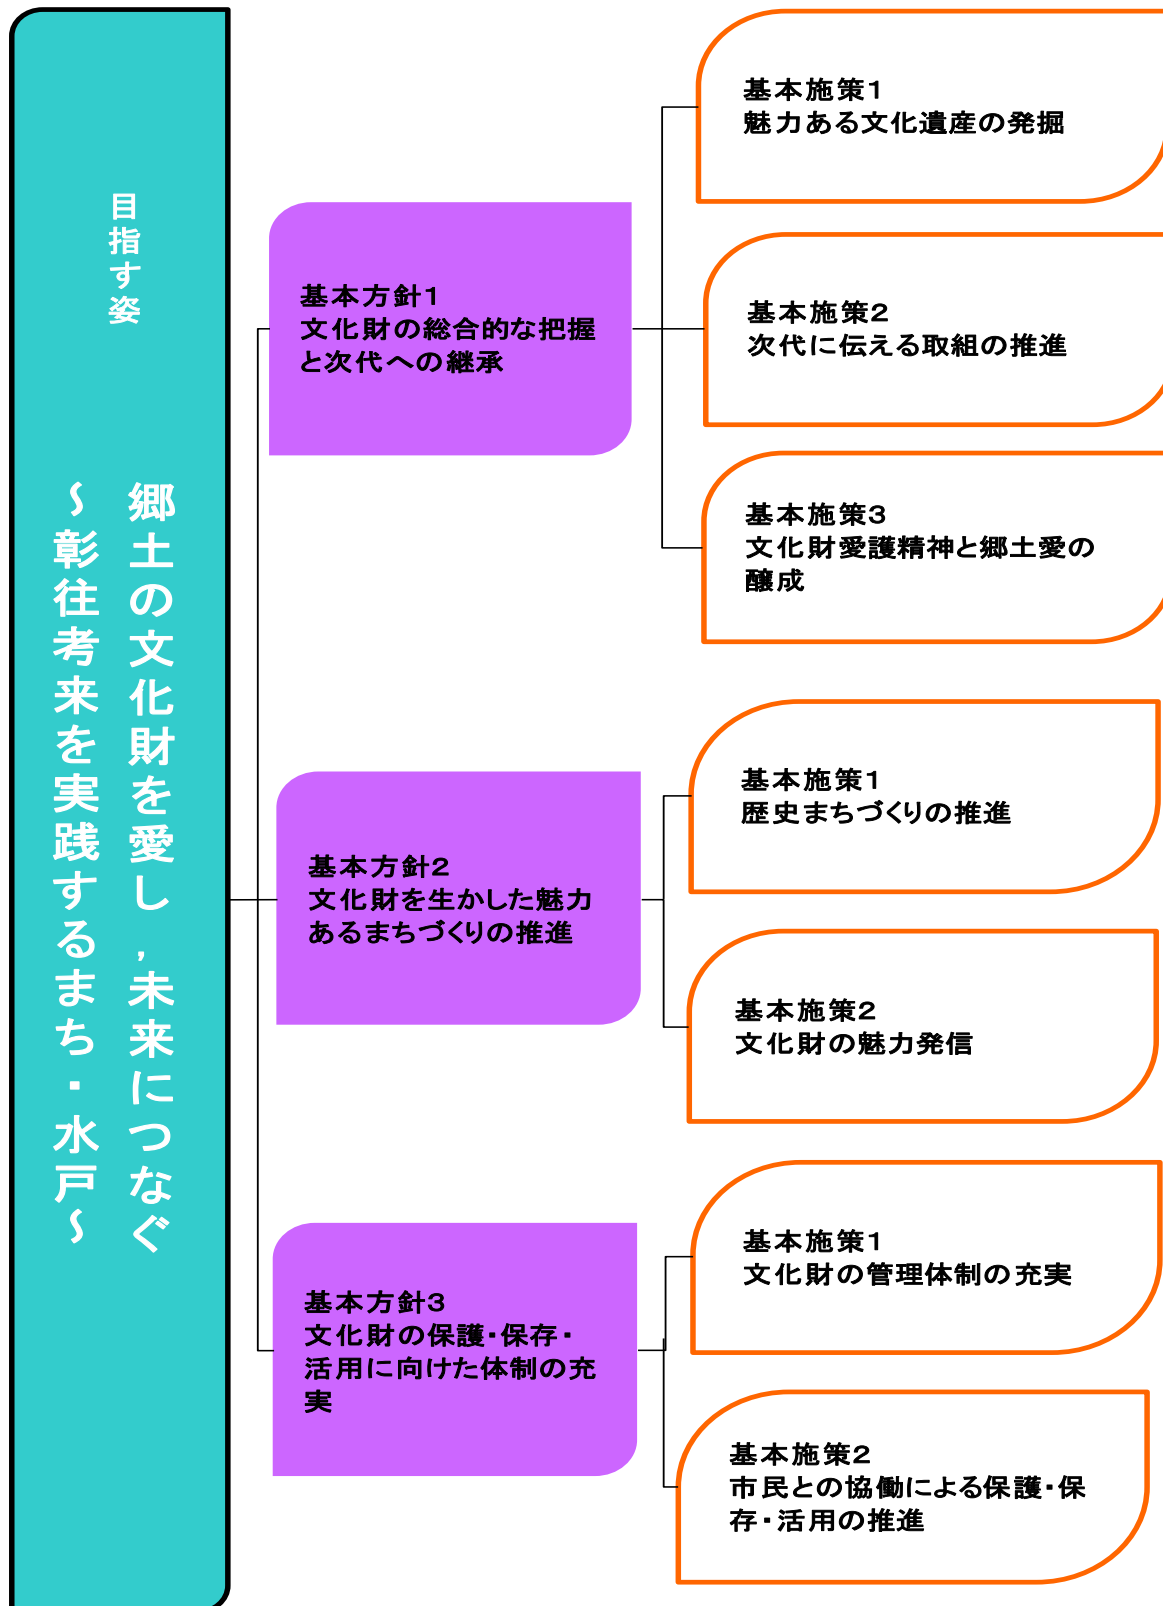 目指す姿
郷土の文化財を愛し,未来につなぐ
~彰往考来を実践するまち・水戸~
基本方針1
文化財の総合的な把握
と次代への継承
基本施策1
魅力ある文化遺産の発掘
基本施策2
次代に伝える取組の推進
基本施策3
文化財愛護精神と郷土愛の
醸成
基本方針2
文化財を生かした魅力
あるまちづくりの推進
基本施策1
歴史まちづくりの推進
基本施策2
文化財の魅力発信
基本方針3
文化財の保護・保存・
活用に向けた体制の充
実
基本施策1
文化財の管理体制の充実
基本施策2
市民との協働による保護・保
存・活用の推進